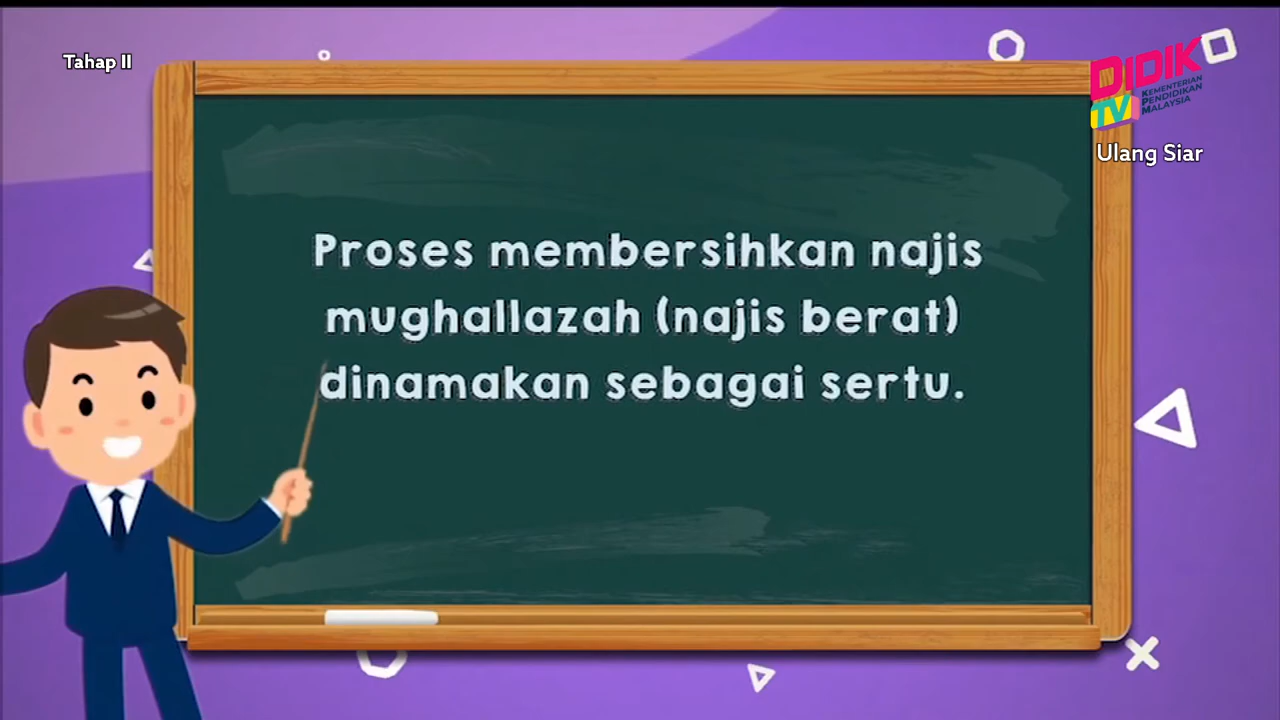 Tahap II
DIDIK
TV
KEMENTERIAN
PENDIDIKAN
MALAYSIA
Ulang Siar
Proses membersihkan najis
mughallazah (najis berat)
dinamakan sebagai sertu.